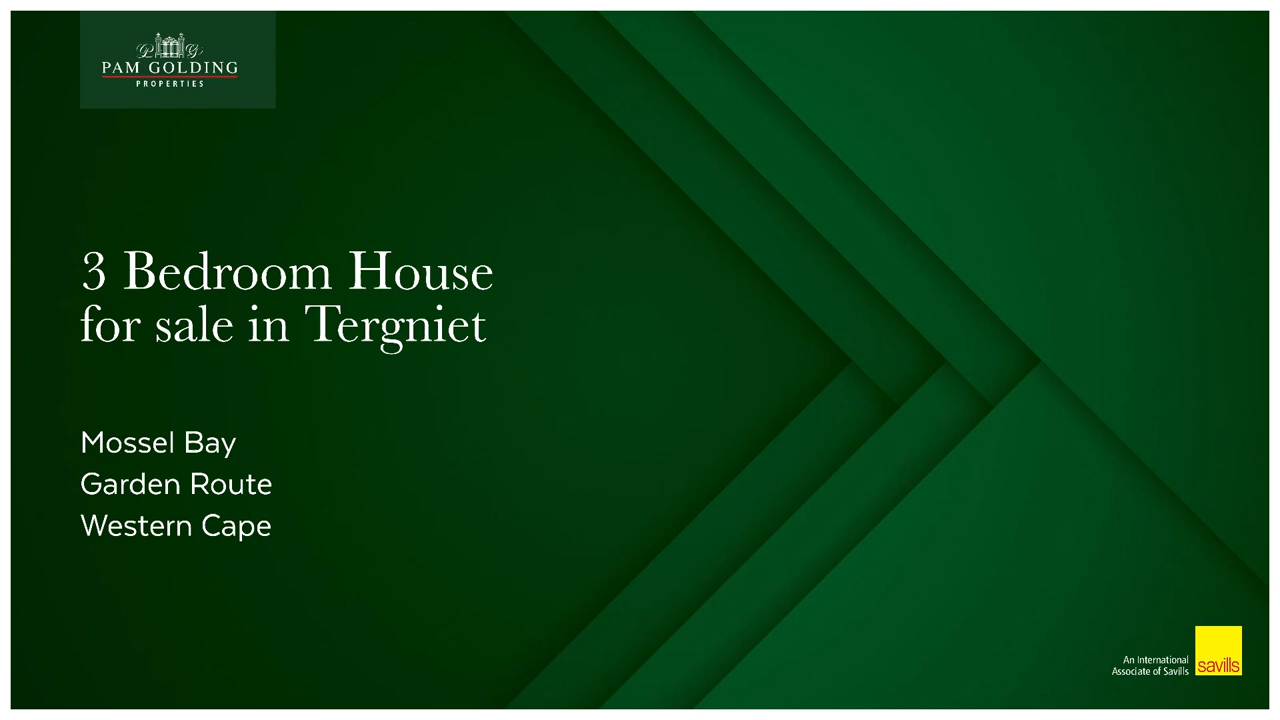 P G
PAM GOLDING
PROPERTIES
3 Bedroom House
for sale in Tergniet
Mossel Bay
Garden Route
Western Cape
An International
Associate of Savills
savills